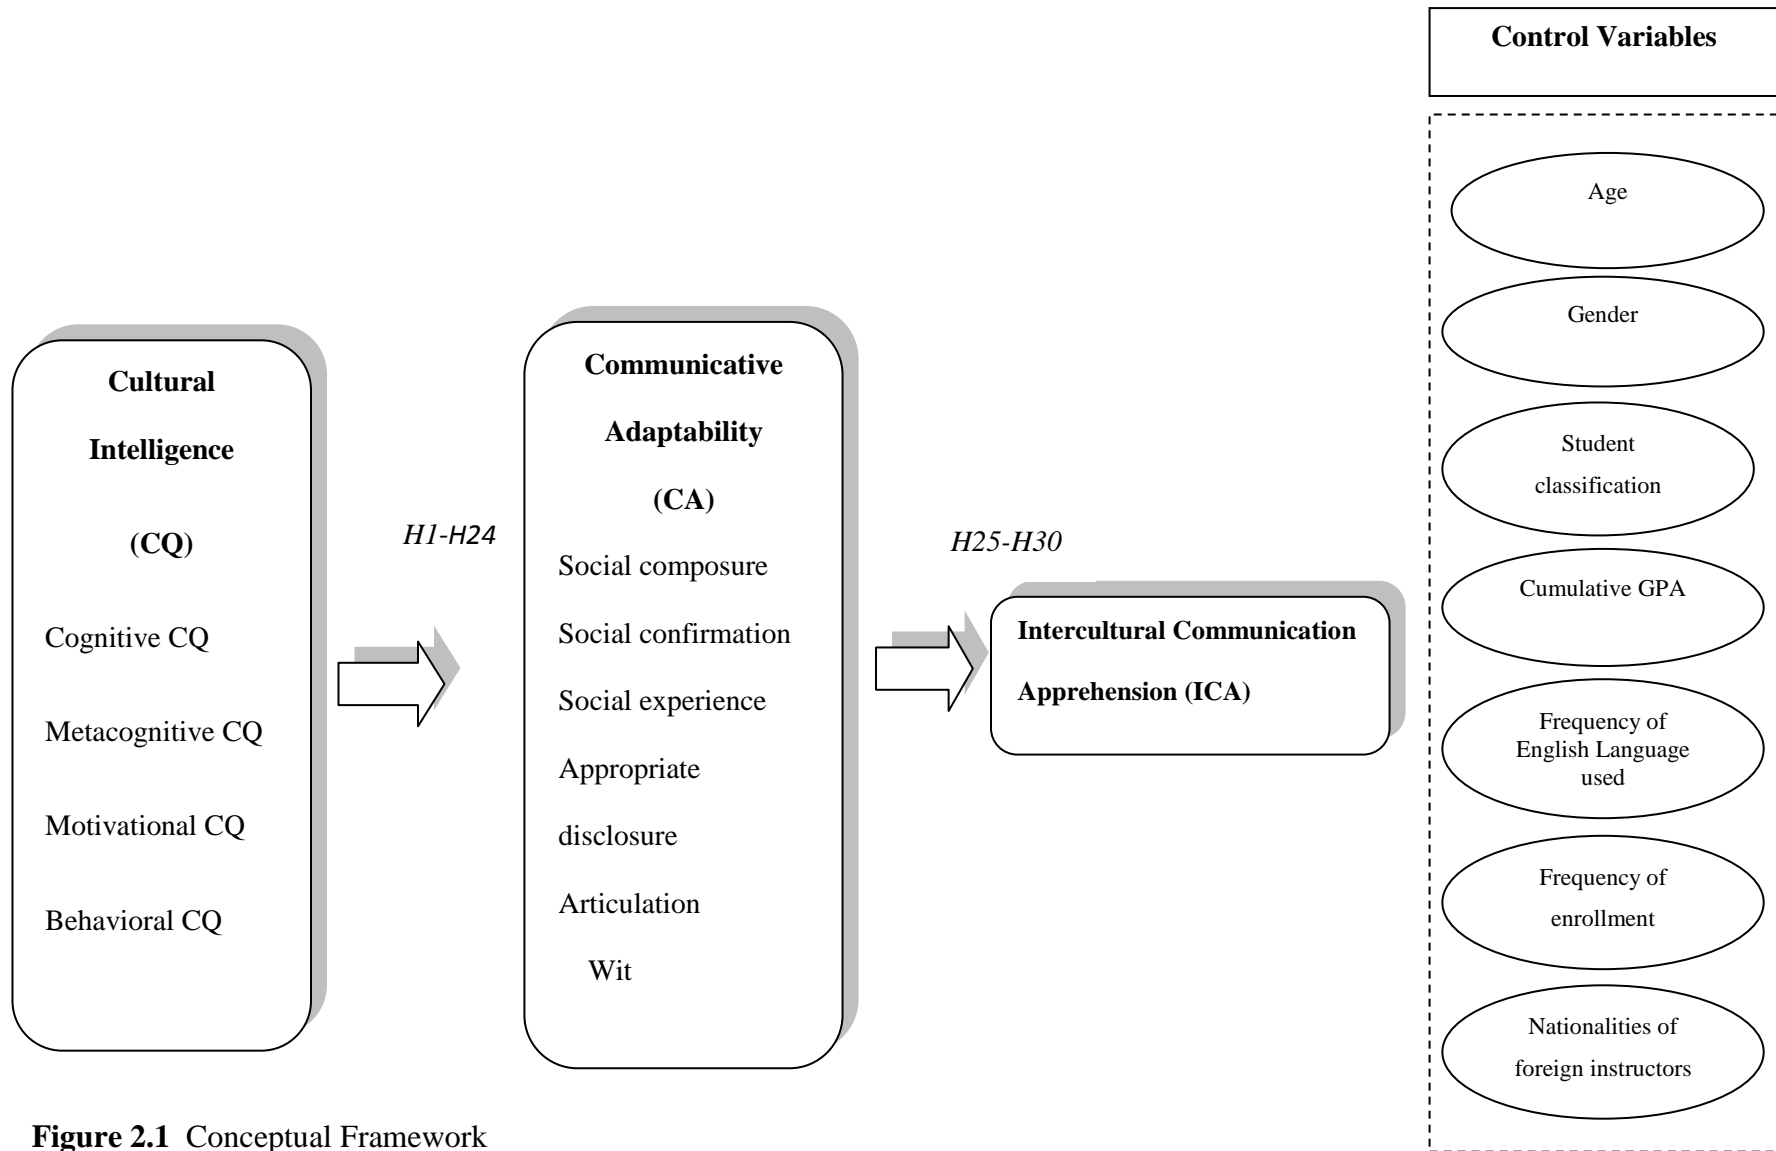 Control Variables
Age
Gender
Student
classification
Cumulative GPA
Frequency of
English Language
used
Frequency of
enrollment
Nationalities of
foreign instructors
Cultural
Intelligence
(CQ)
Cognitive CQ
Metacognitive CQ
Motivational CQ
Behavioral CQ
H1-H24
Communicative
Adaptability
(CA)
Social composure
Social confirmation
Social experience
Appropriate
disclosure
Articulation
Wit
H25-H30
Intercultural Communication
Apprehension (ICA)
Figure 2.1 Conceptual Framework